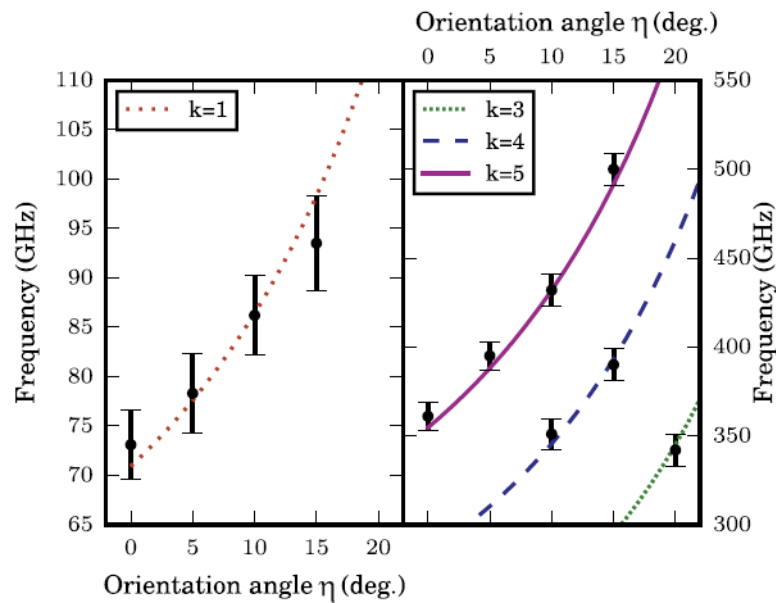 Orientation angle η (deg.)
0 5 10 15 20
110
105
100
95
90
85
80
75
70
65
Frequency (GHz)
k=1
0 5 10 15 20
Orientation angle η (deg.)
k=3
k=4
k=5
550
500
450
400
350
300
Frequency (GHz)